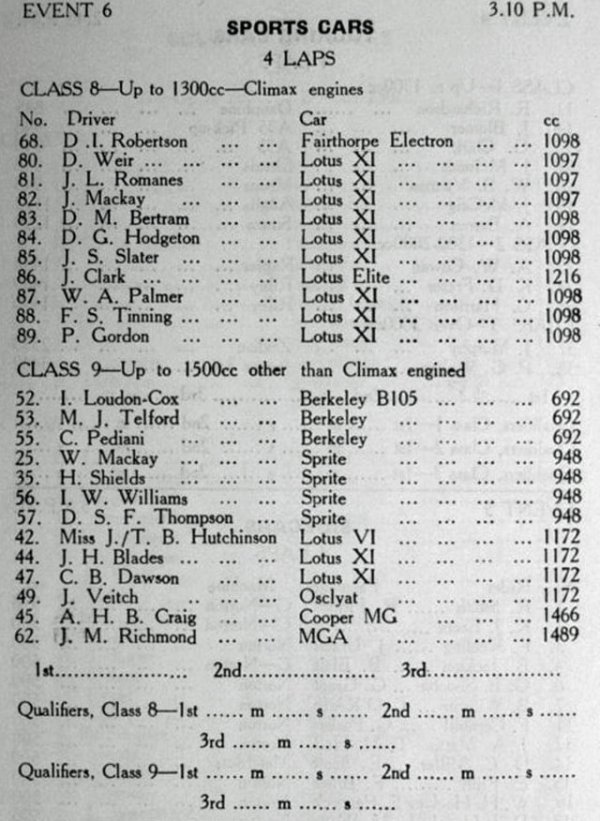 EVENT 6 3.10 P.M.
SPORTS CARS
4 LAPS
CLASS 8—Up to 1300cc—Climax engines
No. Driver Car cc
68. D .I. Robertson ... ... Fairthorpe Electron ... ... 1098
80. D. Weir ... ... ... Lotus XI ... ... ... 1097
81. J. L. Romanes ... ... Lotus XI ... ... ... 1097
82. J. Mackay ... ... Lotus XI ... ... ... 1097
83. D. M. Bertram ... ... Lotus XI ... ... ... 1098
84. D. G. Hodgeton ... ... Lotus XI ... ... ... 1098
85. J. S. Slater ... ... Lotus XI ... ... ... 1098
86. J. Clark ... ... ... Lotus Elite ... ... ... 1216
87. W. A. Palmer ... ... Lotus XI ... ... ... 1098
88. F. S. Tinning ... ... Lotus XI ... ... ... 1098
89. P. Gordon ... ... Lotus XI ... ... ... 1098
CLASS 9—Up to 1500cc other than Climax engined
52. I. Loudon-Cox ... ... Berkeley B105 ... ... ... 692
53. M. J. Telford ... ... Berkeley ... ... ... 692
55. C. Pediani ... ... Berkeley ... ... ... 692
25. W. Mackay ... ... Sprite ... ... ... 948
35. H. Shields ... ... Sprite ... ... ... 948
56. I. W. Williams ... ... Sprite ... ... ... 948
57. D. S. F. Thompson ... Sprite ... ... ... 948
42. Miss J./T. B. Hutchinson Lotus VI ... ... ... 1172
44. J. H. Blades ... ... Lotus XI ... ... ... 1172
47. C. B. Dawson ... ... Lotus XI ... ... ... 1172
49. J. Veitch .. ... ... Osclyat ... ... ... 1172
45. A. H. B. Craig ... ... Cooper MG ... ... ... 1466
62. J. M. Richmond ... ... MGA ... ... ... 1489
1st...................... 2nd...................... 3rd......................
Qualifiers, Class 8—1st ...... m ...... s ...... 2nd ...... m ...... s ......
3rd ...... m ...... s ......
Qualifiers, Class 9—1st ...... m ...... s ...... 2nd ...... m ...... s ......
3rd ...... m ...... s ......